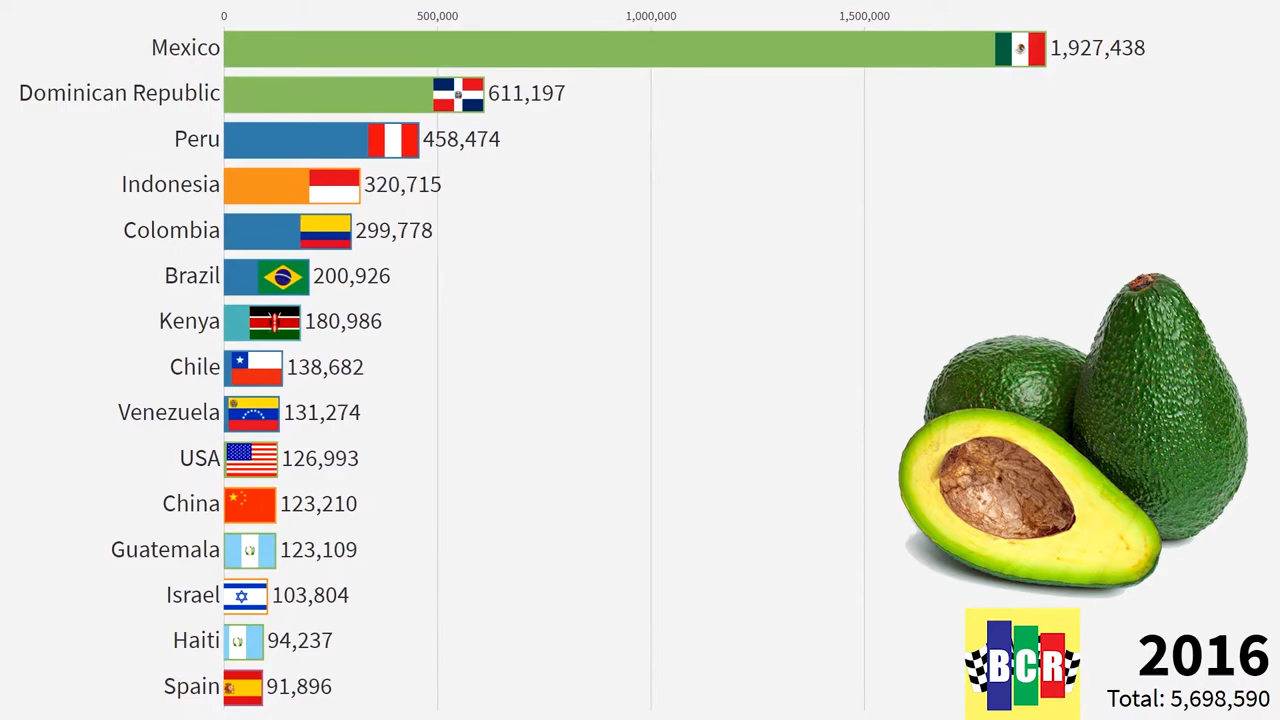 0 500,000 1,000,000 1,500,000
Mexico 1,927,438
Dominican Republic 611,197
Peru 458,474
Indonesia 320,715
Colombia 299,778
Brazil 200,926
Kenya 180,986
Chile 138,682
Venezuela 131,274
USA 126,993
China 123,210
Guatemala 123,109
Israel 103,804
Haiti 94,237
Spain 91,896
BCR
2016
Total: 5,698,590